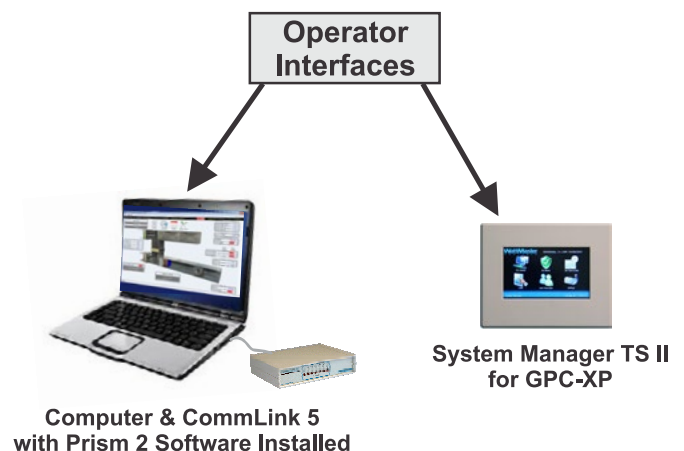 Operator
Interfaces
System Manager TS II
for GPC-XP
Computer & CommLink 5
with Prism 2 Software Installed